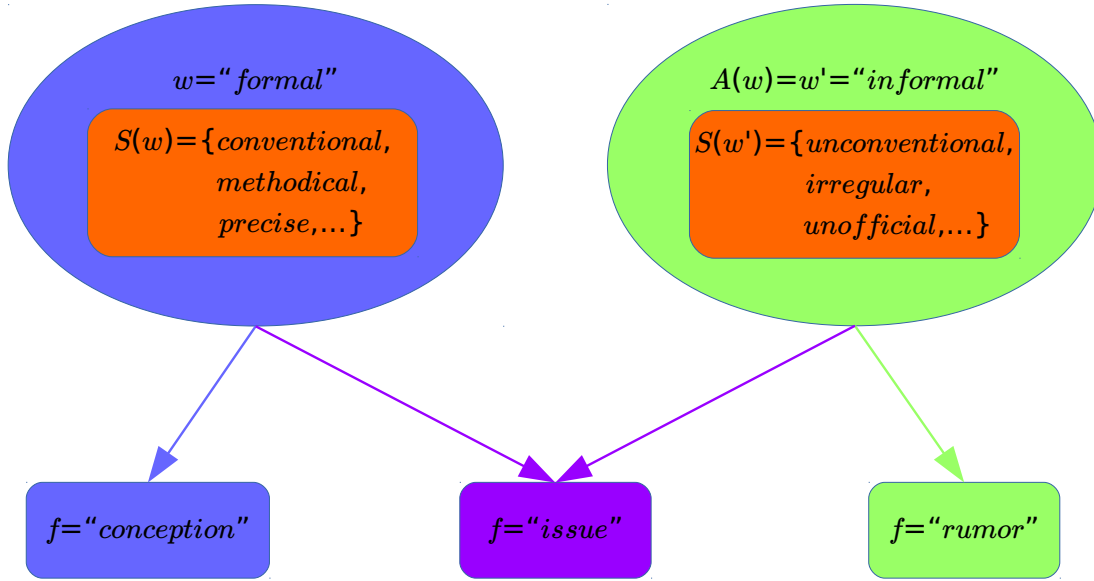 w=“formal”
S(w)={conventional,
methodical,
precise,...}
A(w)=w'=“informal”
S(w')={unconventional,
irregular,
unofficial,...}
f=“conception”
f=“issue”
f=“rumor”